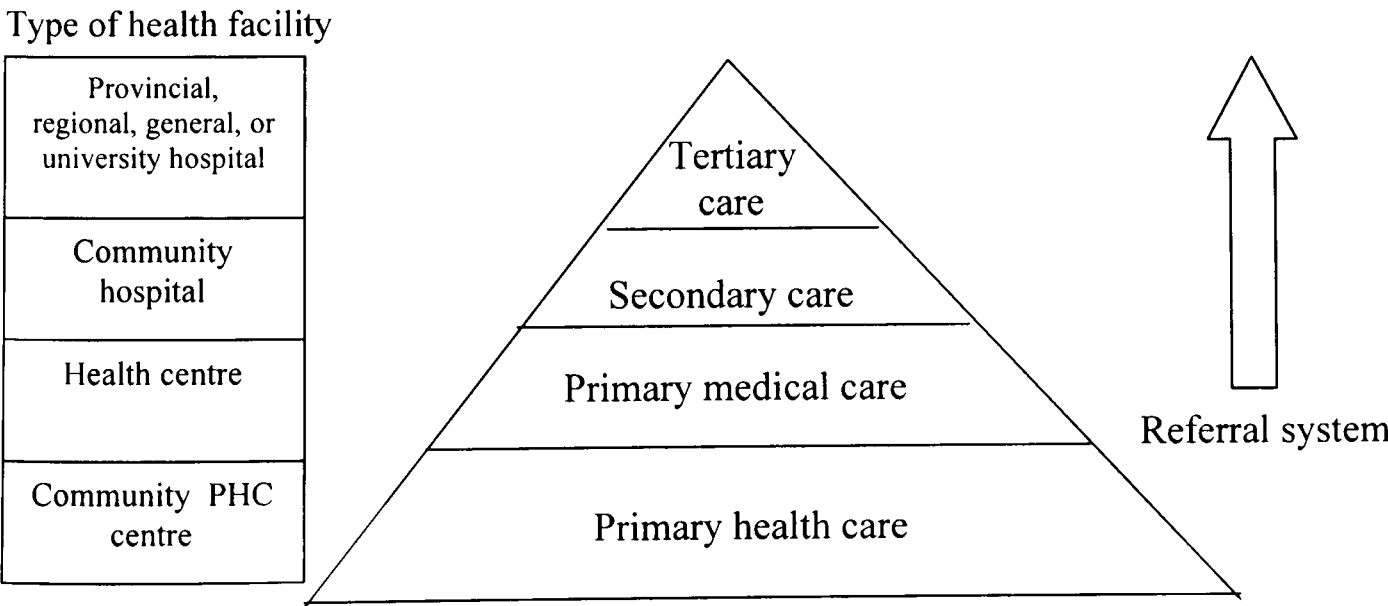 Type of health facility
Provincial,
regional, general, or
university hospital
Community
hospital
Health centre
Community PHC
centre
Tertiary
care
Secondary care
Primary medical care
Primary health care
Referral system